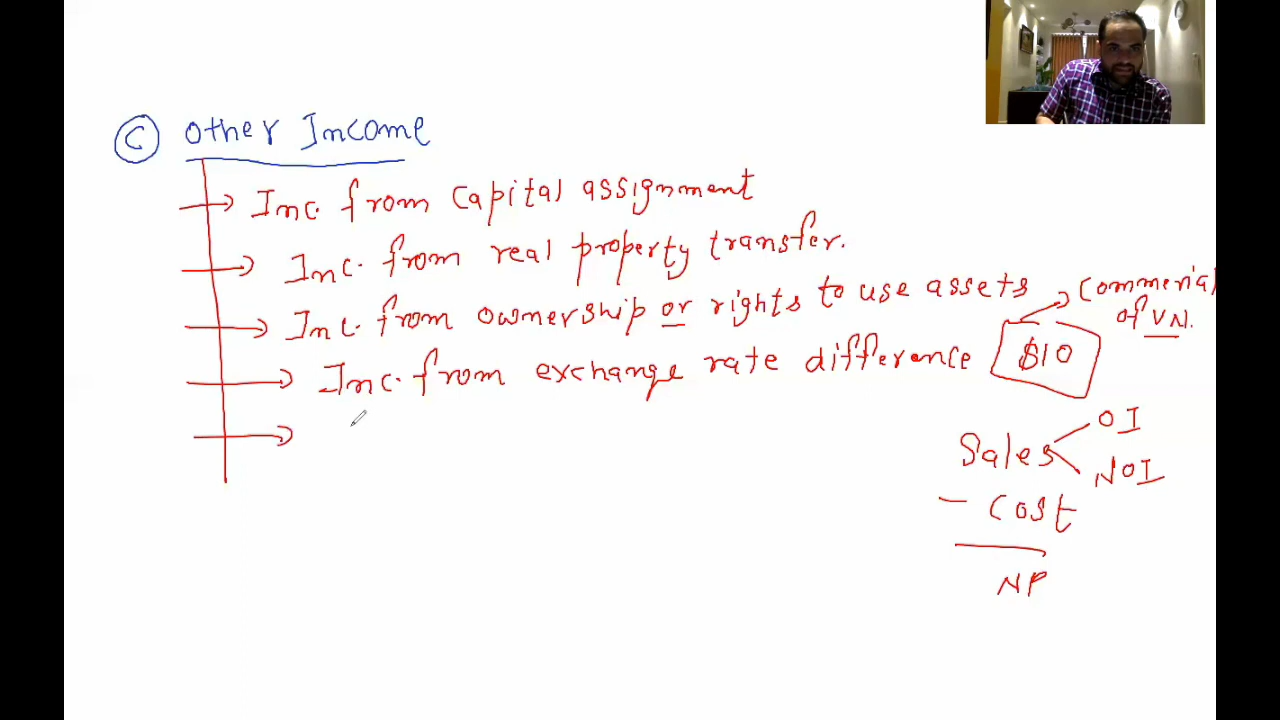 C Other Income
Inc. from capital assignment
Inc. from real property transfer.
Inc. from ownership or rights to use assets
Commercial
of VN.
Inc. from exchange rate difference $10
Sales OI
NOI
- Cost
NP